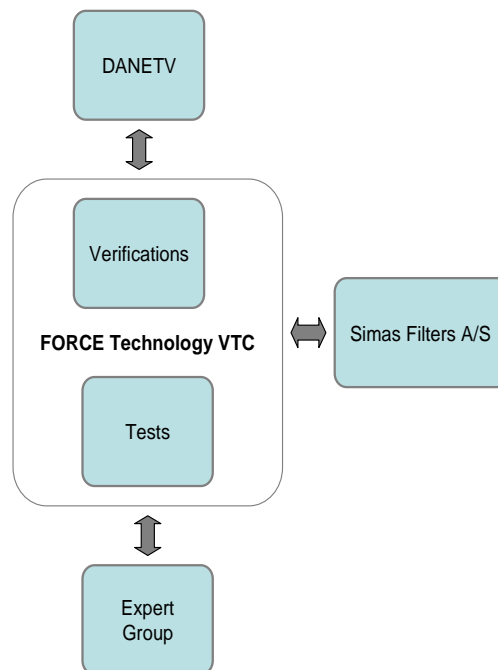 DANETV
Verifications
FORCE Technology VTC
Simas Filters A/S
Tests
Expert
Group